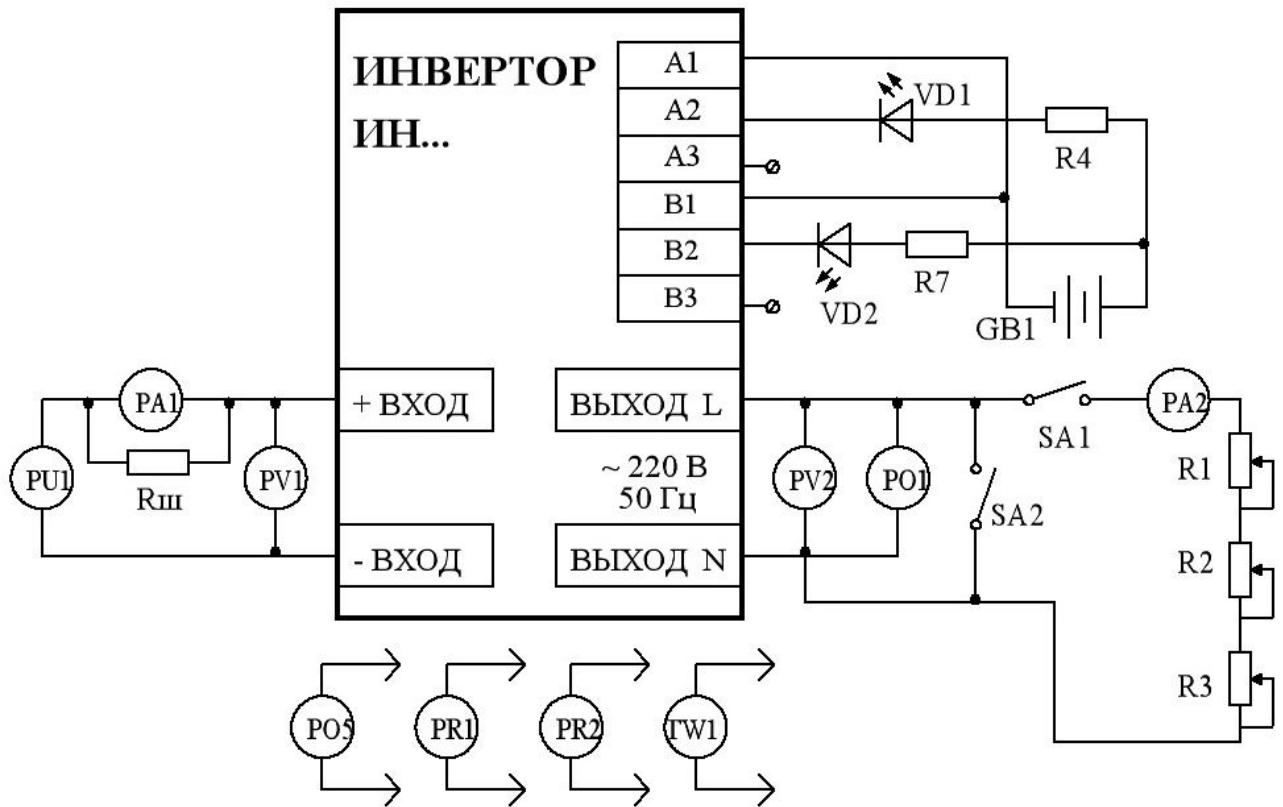 ИНВЕРТОР
ИН...
A1
A2
A3
B1
B2
B3
VD1
R4
VD2
R7
GB1
PA1
Rш
PU1
PV1
+ ВХОД
- ВХОД
ВЫХОД L
~ 220 В
50 Гц
ВЫХОД N
PV2
PO1
SA2
SA1
PA2
R1
R2
R3
PO5
PR1
PR2
TW1